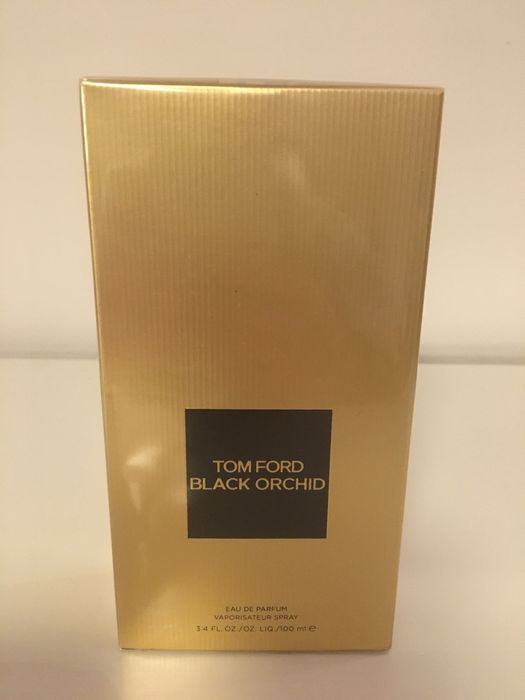 TOM FORD
BLACK ORCHID
EAU DE PARFUM
VAPORISATEUR SPRAY
3.4 FL. OZ./OZ. LIQ./100 ml ℮